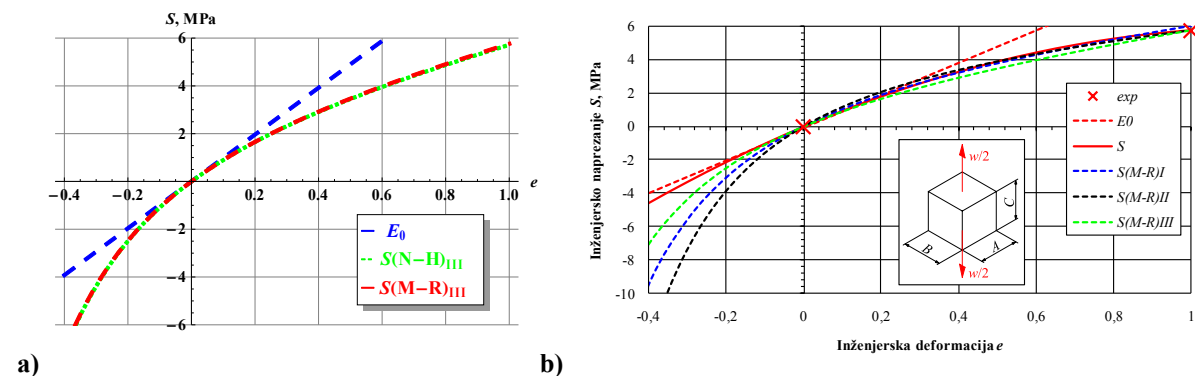 S, MPa
6
4
2
−0.4 −0.2 0.2 0.4 0.6 0.8 1.0 e
−2
−4
−6
E₀
S(N−H)III
S(M−R)III
a)
Inženjersko naprezanje S, MPa
6
4
2
0
-2
-4
-6
-8
-10
-0,4 -0,2 0 0,2 0,4 0,6 0,8 1
Inženjerska deformacija e
exp
E0
S
S(M-R)I
S(M-R)II
S(M-R)III
w/2
C
B
A
w/2
b)